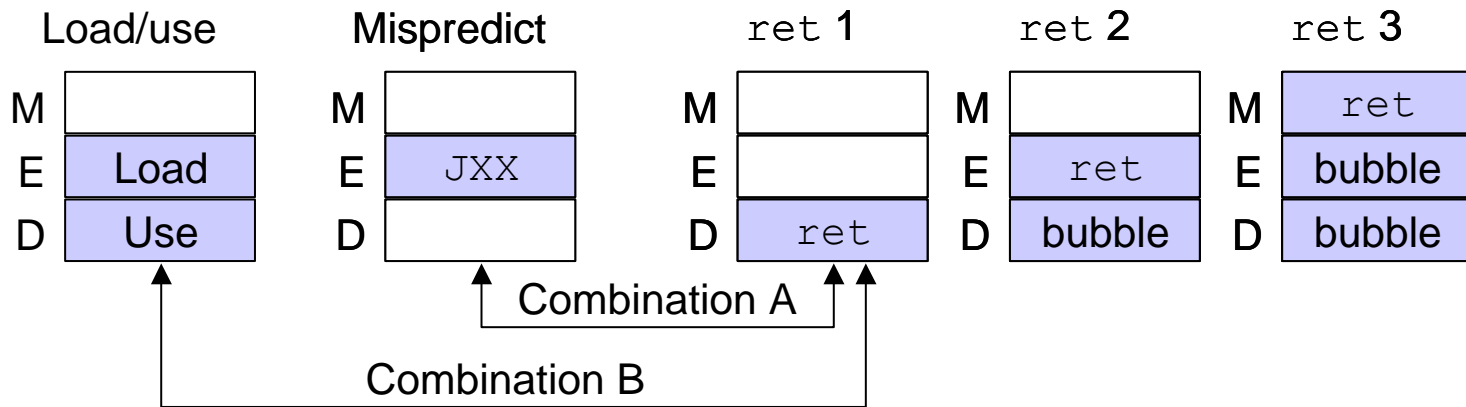 Load/use Mispredict ret 1 ret 2 ret 3
M M M M M ret
E Load E JXX E E ret E bubble
D Use D D ret D bubble D bubble
Combination A
Combination B